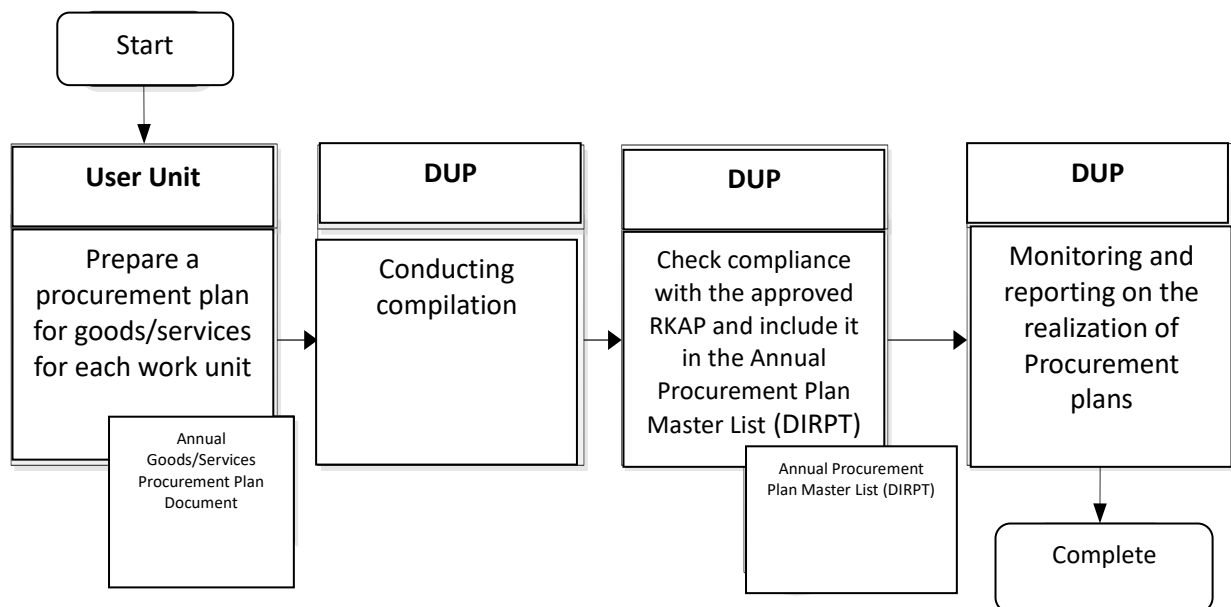 Start
User Unit
Prepare a
procurement plan
for goods/services
for each work unit
Annual
Goods/Services
Procurement Plan
Document
DUP
Conducting
compilation
DUP
Check compliance
with the approved
RKAP and include it
in the Annual
Procurement Plan
Master List (DIRPT)
Annual Procurement
Plan Master List (DIRPT)
DUP
Monitoring and
reporting on the
realization of
Procurement
plans
Complete